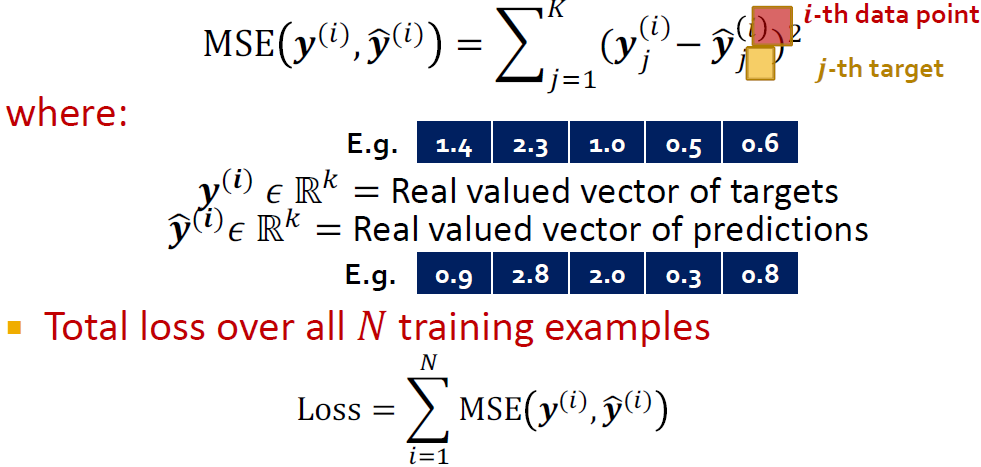 MSE(𝒚⁽ⁱ⁾, ŷ⁽ⁱ⁾) = ∑_{j=1}^{K} (𝒚_j^{(i)} − ŷ_j^{(i)})² i-th data point
j-th target
where:
E.g. 1.4 2.3 1.0 0.5 0.6
𝒚⁽ⁱ⁾ ϵ ℝᵏ = Real valued vector of targets
ŷ⁽ⁱ⁾ ϵ ℝᵏ = Real valued vector of predictions
E.g. 0.9 2.8 2.0 0.3 0.8
▪ Total loss over all N training examples
Loss = ∑_{i=1}^{N} MSE(𝒚⁽ⁱ⁾, ŷ⁽ⁱ⁾)